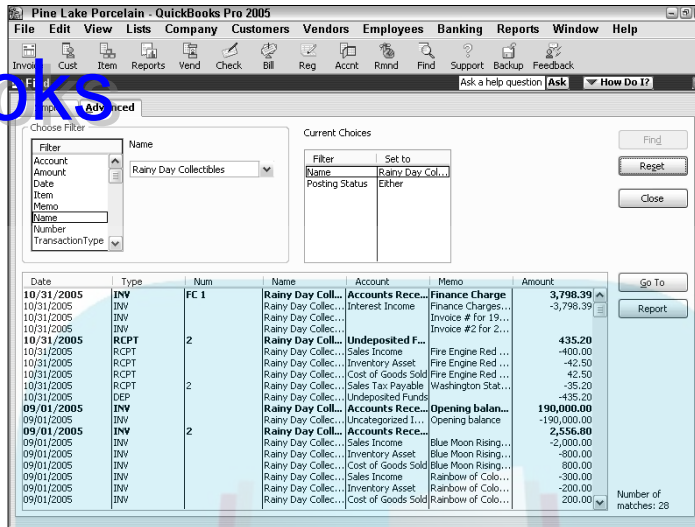 Pine Lake Porcelain - QuickBooks Pro 2005
File Edit View Lists Company Customers Vendors Employees Banking Reports Window Help
Invoic Cust Item Reports Vend Check Bill Reg Accnt Rmnd Find Support Backup Feedback
Ask a help question Ask How Do I?
oks
Advanced
Choose Filter
Name
Current Choices
Filter
Account
Amount
Date
Item
Memo
Name
Number
TransactionType
Rainy Day Collectibles
Filter Set to
Name Rainy Day Col...
Posting Status Either
Find
Reset
Close
Date Type Num Name Account Memo Amount
10/31/2005 INV FC 1 Rainy Day Coll... Accounts Rece... Finance Charge 3,798.39
10/31/2005 INV Rainy Day Collec... Interest Income Finance Charges... -3,798.39
10/31/2005 INV Rainy Day Collec... Invoice # for 19...
10/31/2005 INV Rainy Day Collec... Invoice #2 for 2...
10/31/2005 RCPT 2 Rainy Day Coll... Undeposited F... 435.20
10/31/2005 RCPT Rainy Day Collec... Sales Income Fire Engine Red ... -400.00
10/31/2005 RCPT Rainy Day Collec... Inventory Asset Fire Engine Red ... -42.50
10/31/2005 RCPT Rainy Day Collec... Cost of Goods Sold Fire Engine Red ... 42.50
10/31/2005 RCPT 2 Rainy Day Collec... Sales Tax Payable Washington Stat... -35.20
10/31/2005 DEP Rainy Day Collec... Undeposited Funds -435.20
09/01/2005 INV Rainy Day Coll... Accounts Rece... Opening balan... 190,000.00
09/01/2005 INV Rainy Day Collec... Uncategorized I... Opening balance -190,000.00
09/01/2005 INV 2 Rainy Day Coll... Accounts Rece... 2,556.80
09/01/2005 INV Rainy Day Collec... Sales Income Blue Moon Rising... -2,000.00
09/01/2005 INV Rainy Day Collec... Inventory Asset Blue Moon Rising... -800.00
09/01/2005 INV Rainy Day Collec... Cost of Goods Sold Blue Moon Rising... 800.00
09/01/2005 INV Rainy Day Collec... Sales Income Rainbow of Colo... -300.00
09/01/2005 INV Rainy Day Collec... Inventory Asset Rainbow of Colo... -200.00
09/01/2005 INV Rainy Day Collec... Cost of Goods Sold Rainbow of Colo... 200.00
Go To
Report
Number of
matches: 28